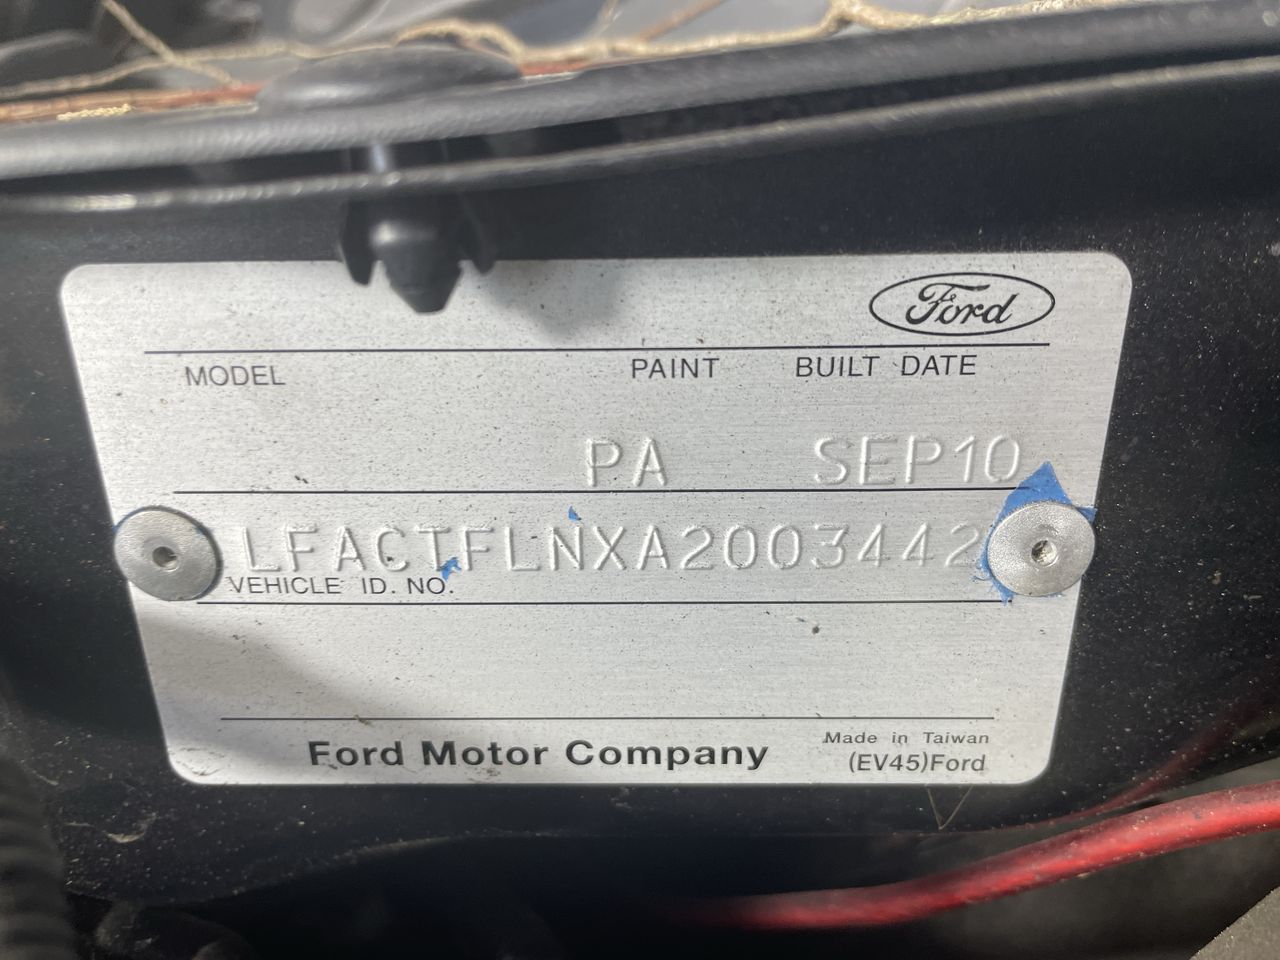 Ford
MODEL PAINT BUILT DATE
PA SEP10
LFACTFLNXA2003442
VEHICLE ID. NO.
Ford Motor Company
Made in Taiwan
(EV45)Ford